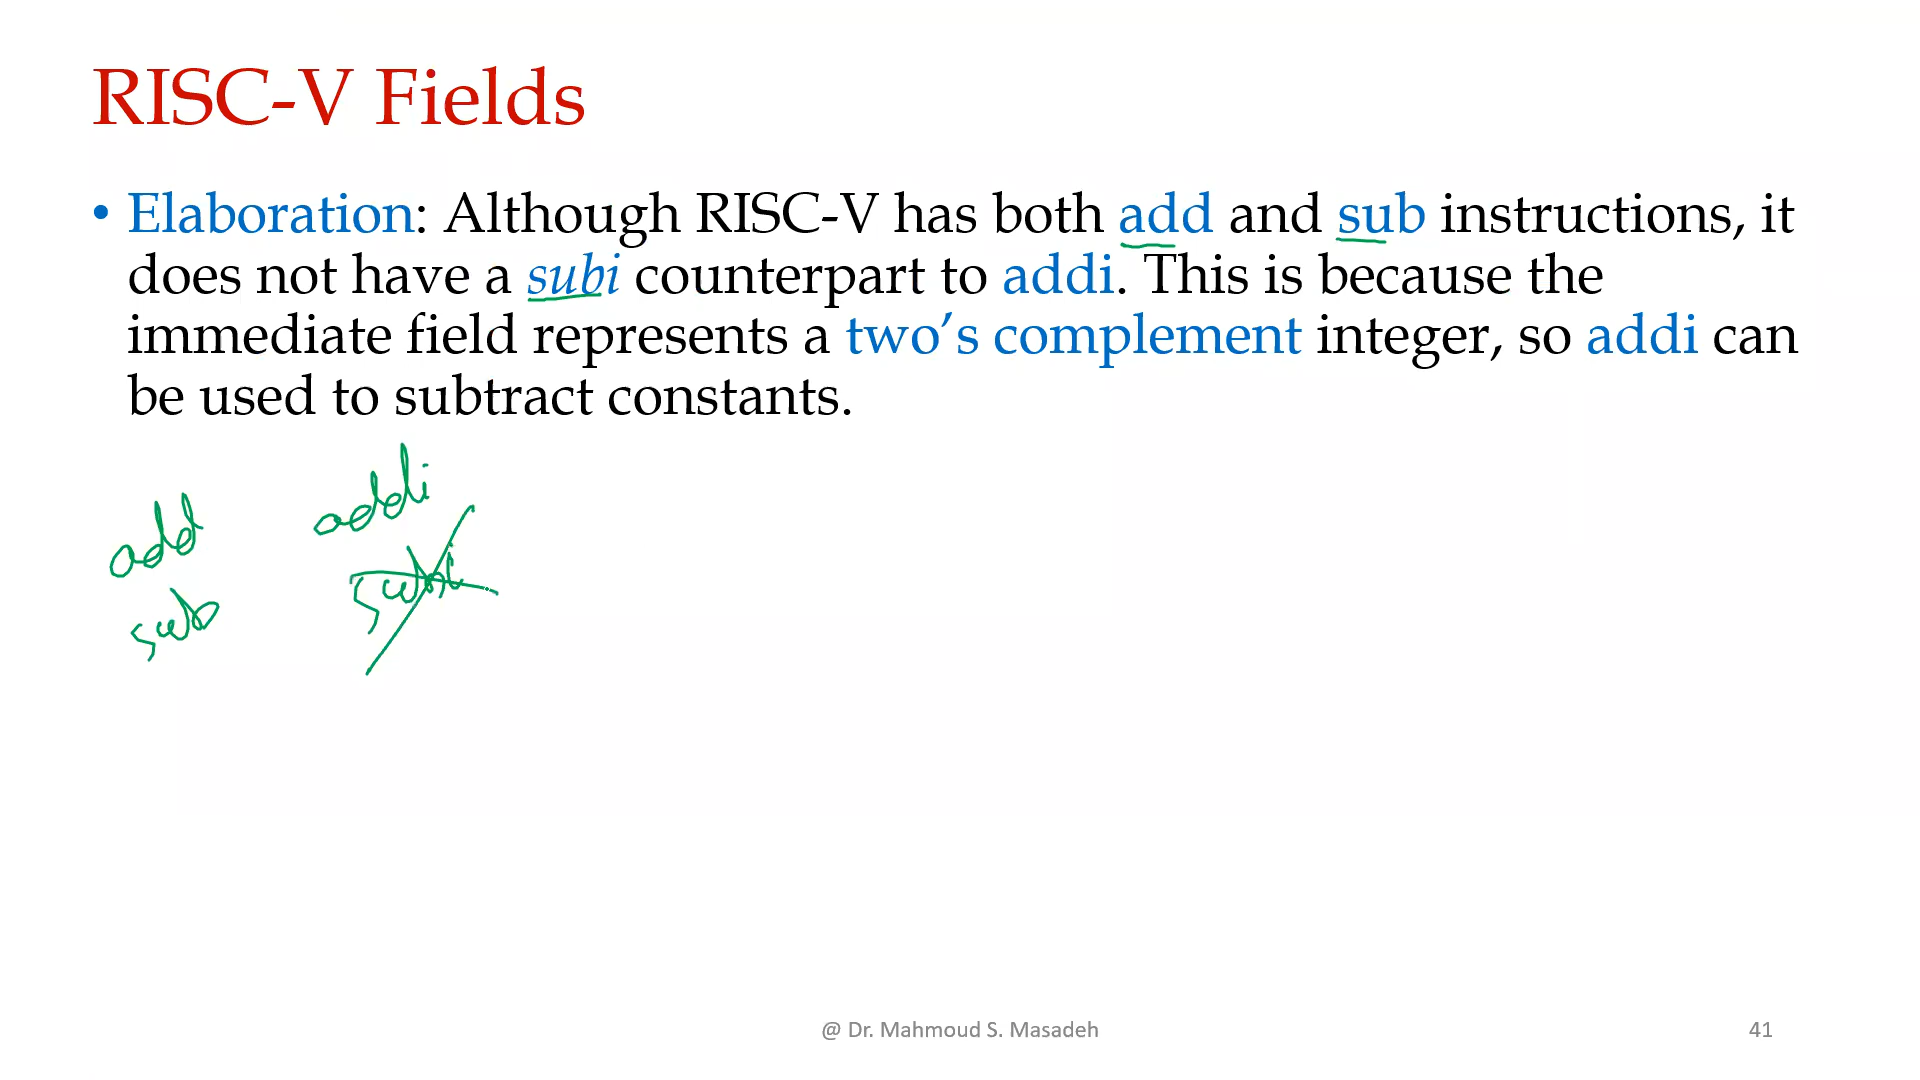 RISC-V Fields
• Elaboration: Although RISC-V has both add and sub instructions, it
does not have a subi counterpart to addi. This is because the
immediate field represents a two’s complement integer, so addi can
be used to subtract constants.
add addi
sub subi
@ Dr. Mahmoud S. Masadeh 41